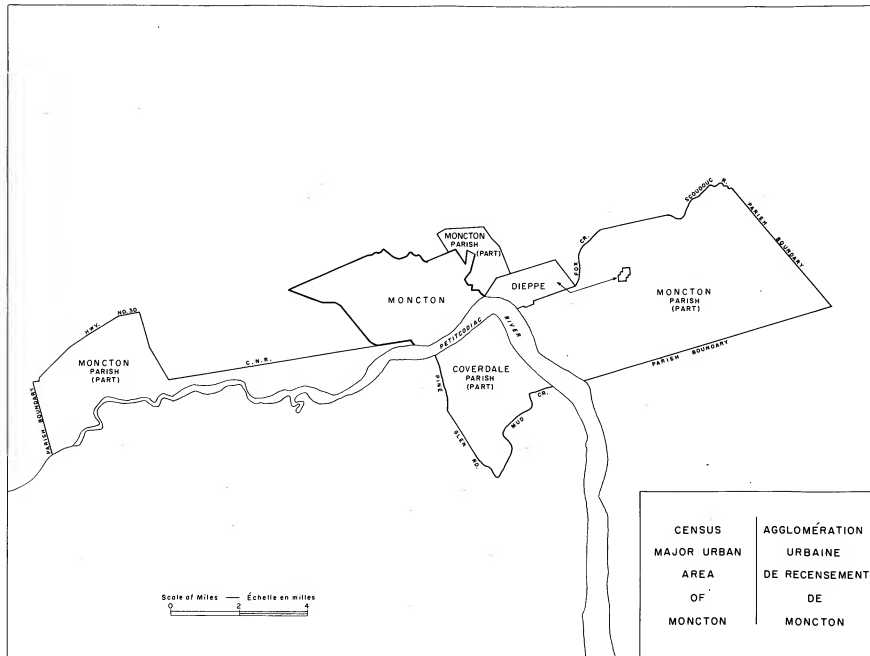 SCOUDOUC R.
PARISH BOUNDARY
MONCTON
PARISH
(PART)
FOX CR.
DIEPPE
MONCTON
PARISH
(PART)
MONCTON
HWY. NO. 30
PETITCODIAC RIVER
PARISH BOUNDARY
C.N.R.
MONCTON
PARISH
(PART)
COVERDALE
PARISH
(PART)
PINE GLEN RD.
MUD CR.
PARISH BOUNDARY
CENSUS
MAJOR URBAN
AREA
OF
MONCTON
AGGLOMÉRATION
URBAINE
DE RECENSEMENT
DE
MONCTON
Scale of Miles — Échelle en milles
0 2 4